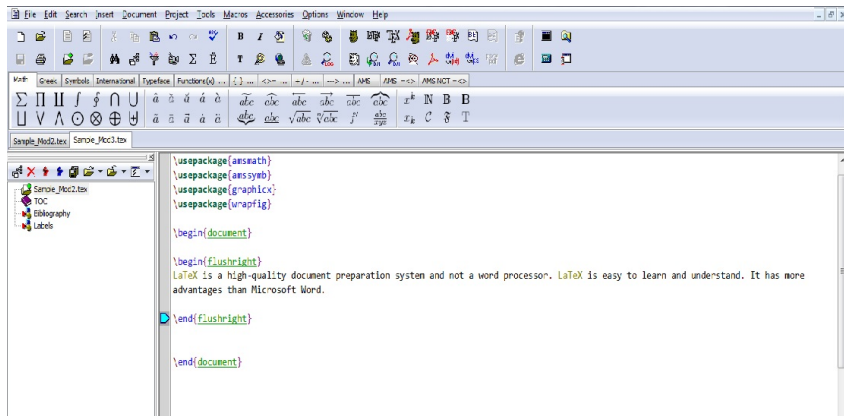 File Edit Search Insert Document Project Tools Macros Accessories Options Window Help
B I
T Σ
Math Greek Symbols International Typeface Functions(x) ... { } ... <>~ ... +/- ... --> ... AMS AMS ~<> AMS NOT ~<>
Sample_Mod2.tex Sample_Mod3.tex
Sample_Mod2.tex
TOC
Bibliography
Labels
\usepackage{amsmath}
\usepackage{amssymb}
\usepackage{graphicx}
\usepackage{wrapfig}
\begin{document}
\begin{flushright}
LaTeX is a high-quality document preparation system and not a word processor. LaTeX is easy to learn and understand. It has more
advantages than Microsoft Word.
\end{flushright}
\end{document}